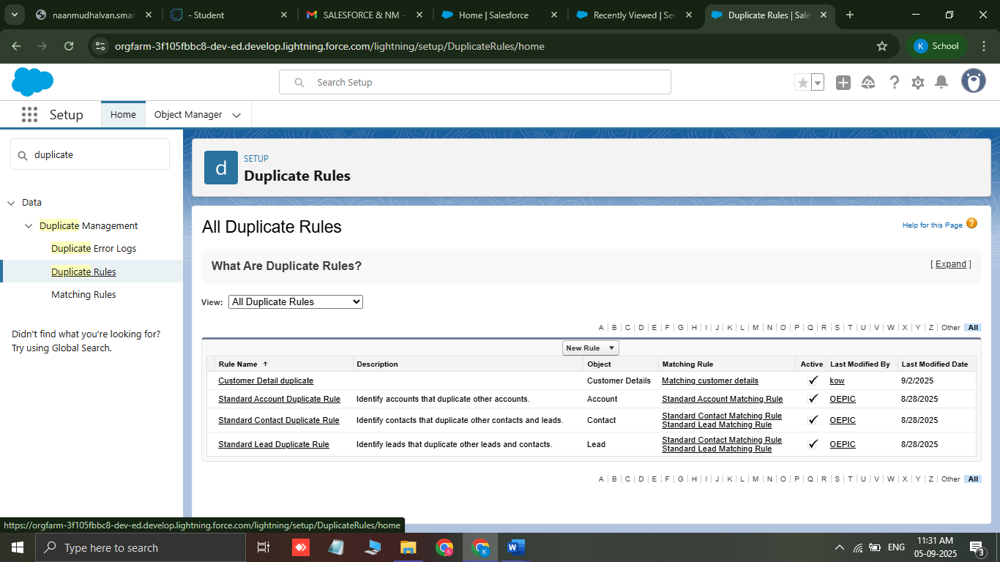 naanmudhalvan.smar
- Student
SALESFORCE & NM -
Home | Salesforce
Recently Viewed | Ser
Duplicate Rules | Sale
orgfarm-3f105fbbc8-dev-ed.develop.lightning.force.com/lightning/setup/DuplicateRules/home
K School
Search Setup
Setup
Home
Object Manager
duplicate
Data
Duplicate Management
Duplicate Error Logs
Duplicate Rules
Matching Rules
Didn't find what you're looking for?
Try using Global Search.
d
SETUP
Duplicate Rules
All Duplicate Rules
Help for this Page ?
What Are Duplicate Rules?
[ Expand ]
View: All Duplicate Rules
A | B | C | D | E | F | G | H | I | J | K | L | M | N | O | P | Q | R | S | T | U | V | W | X | Y | Z | Other | All
New Rule
Rule Name Description Object Matching Rule Active Last Modified By Last Modified Date
Customer Detail duplicate Customer Details Matching customer details kow 9/2/2025
Standard Account Duplicate Rule Identify accounts that duplicate other accounts. Account Standard Account Matching Rule OEPIC 8/28/2025
Standard Contact Duplicate Rule Identify contacts that duplicate other contacts and leads. Contact Standard Contact Matching Rule OEPIC 8/28/2025
Standard Lead Matching Rule
Standard Lead Duplicate Rule Identify leads that duplicate other leads and contacts. Lead Standard Contact Matching Rule OEPIC 8/28/2025
Standard Lead Matching Rule
A | B | C | D | E | F | G | H | I | J | K | L | M | N | O | P | Q | R | S | T | U | V | W | X | Y | Z | Other | All
https://orgfarm-3f105fbbc8-dev-ed.develop.lightning.force.com/lightning/setup/DuplicateRules/home
Type here to search
ENG
11:31 AM
05-09-2025
3